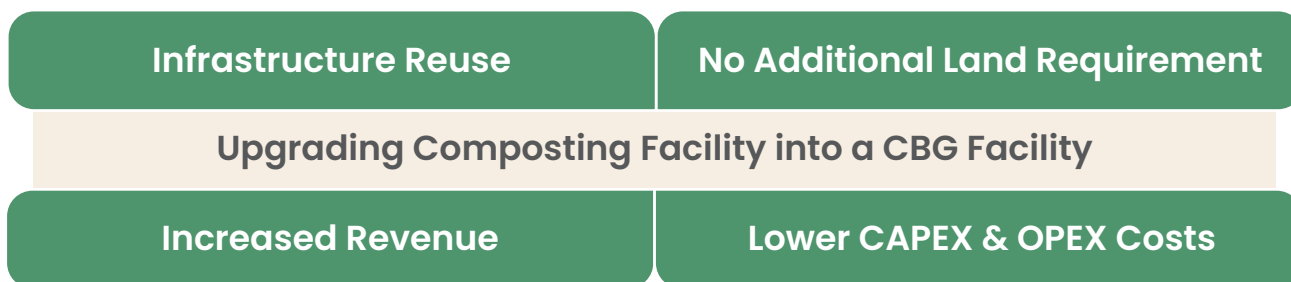 Infrastructure Reuse
No Additional Land Requirement
Upgrading Composting Facility into a CBG Facility
Increased Revenue
Lower CAPEX & OPEX Costs